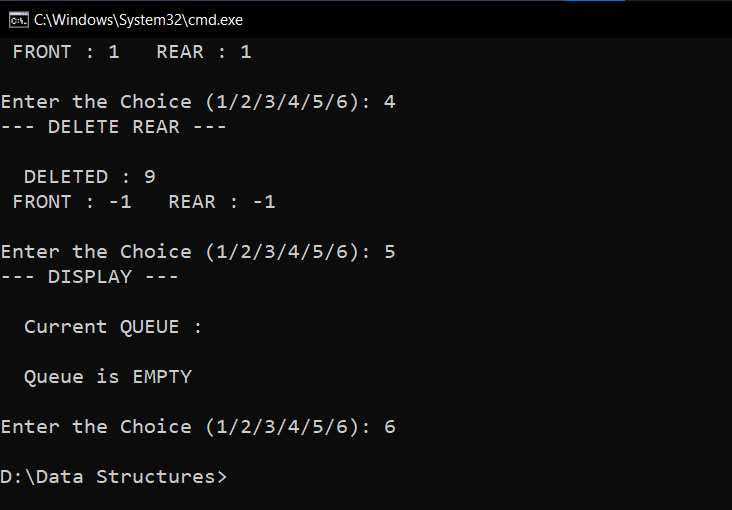 C:\Windows\System32\cmd.exe
FRONT : 1   REAR : 1
Enter the Choice (1/2/3/4/5/6): 4
--- DELETE REAR ---
DELETED : 9
FRONT : -1   REAR : -1
Enter the Choice (1/2/3/4/5/6): 5
--- DISPLAY ---
Current QUEUE :
Queue is EMPTY
Enter the Choice (1/2/3/4/5/6): 6
D:\Data Structures>